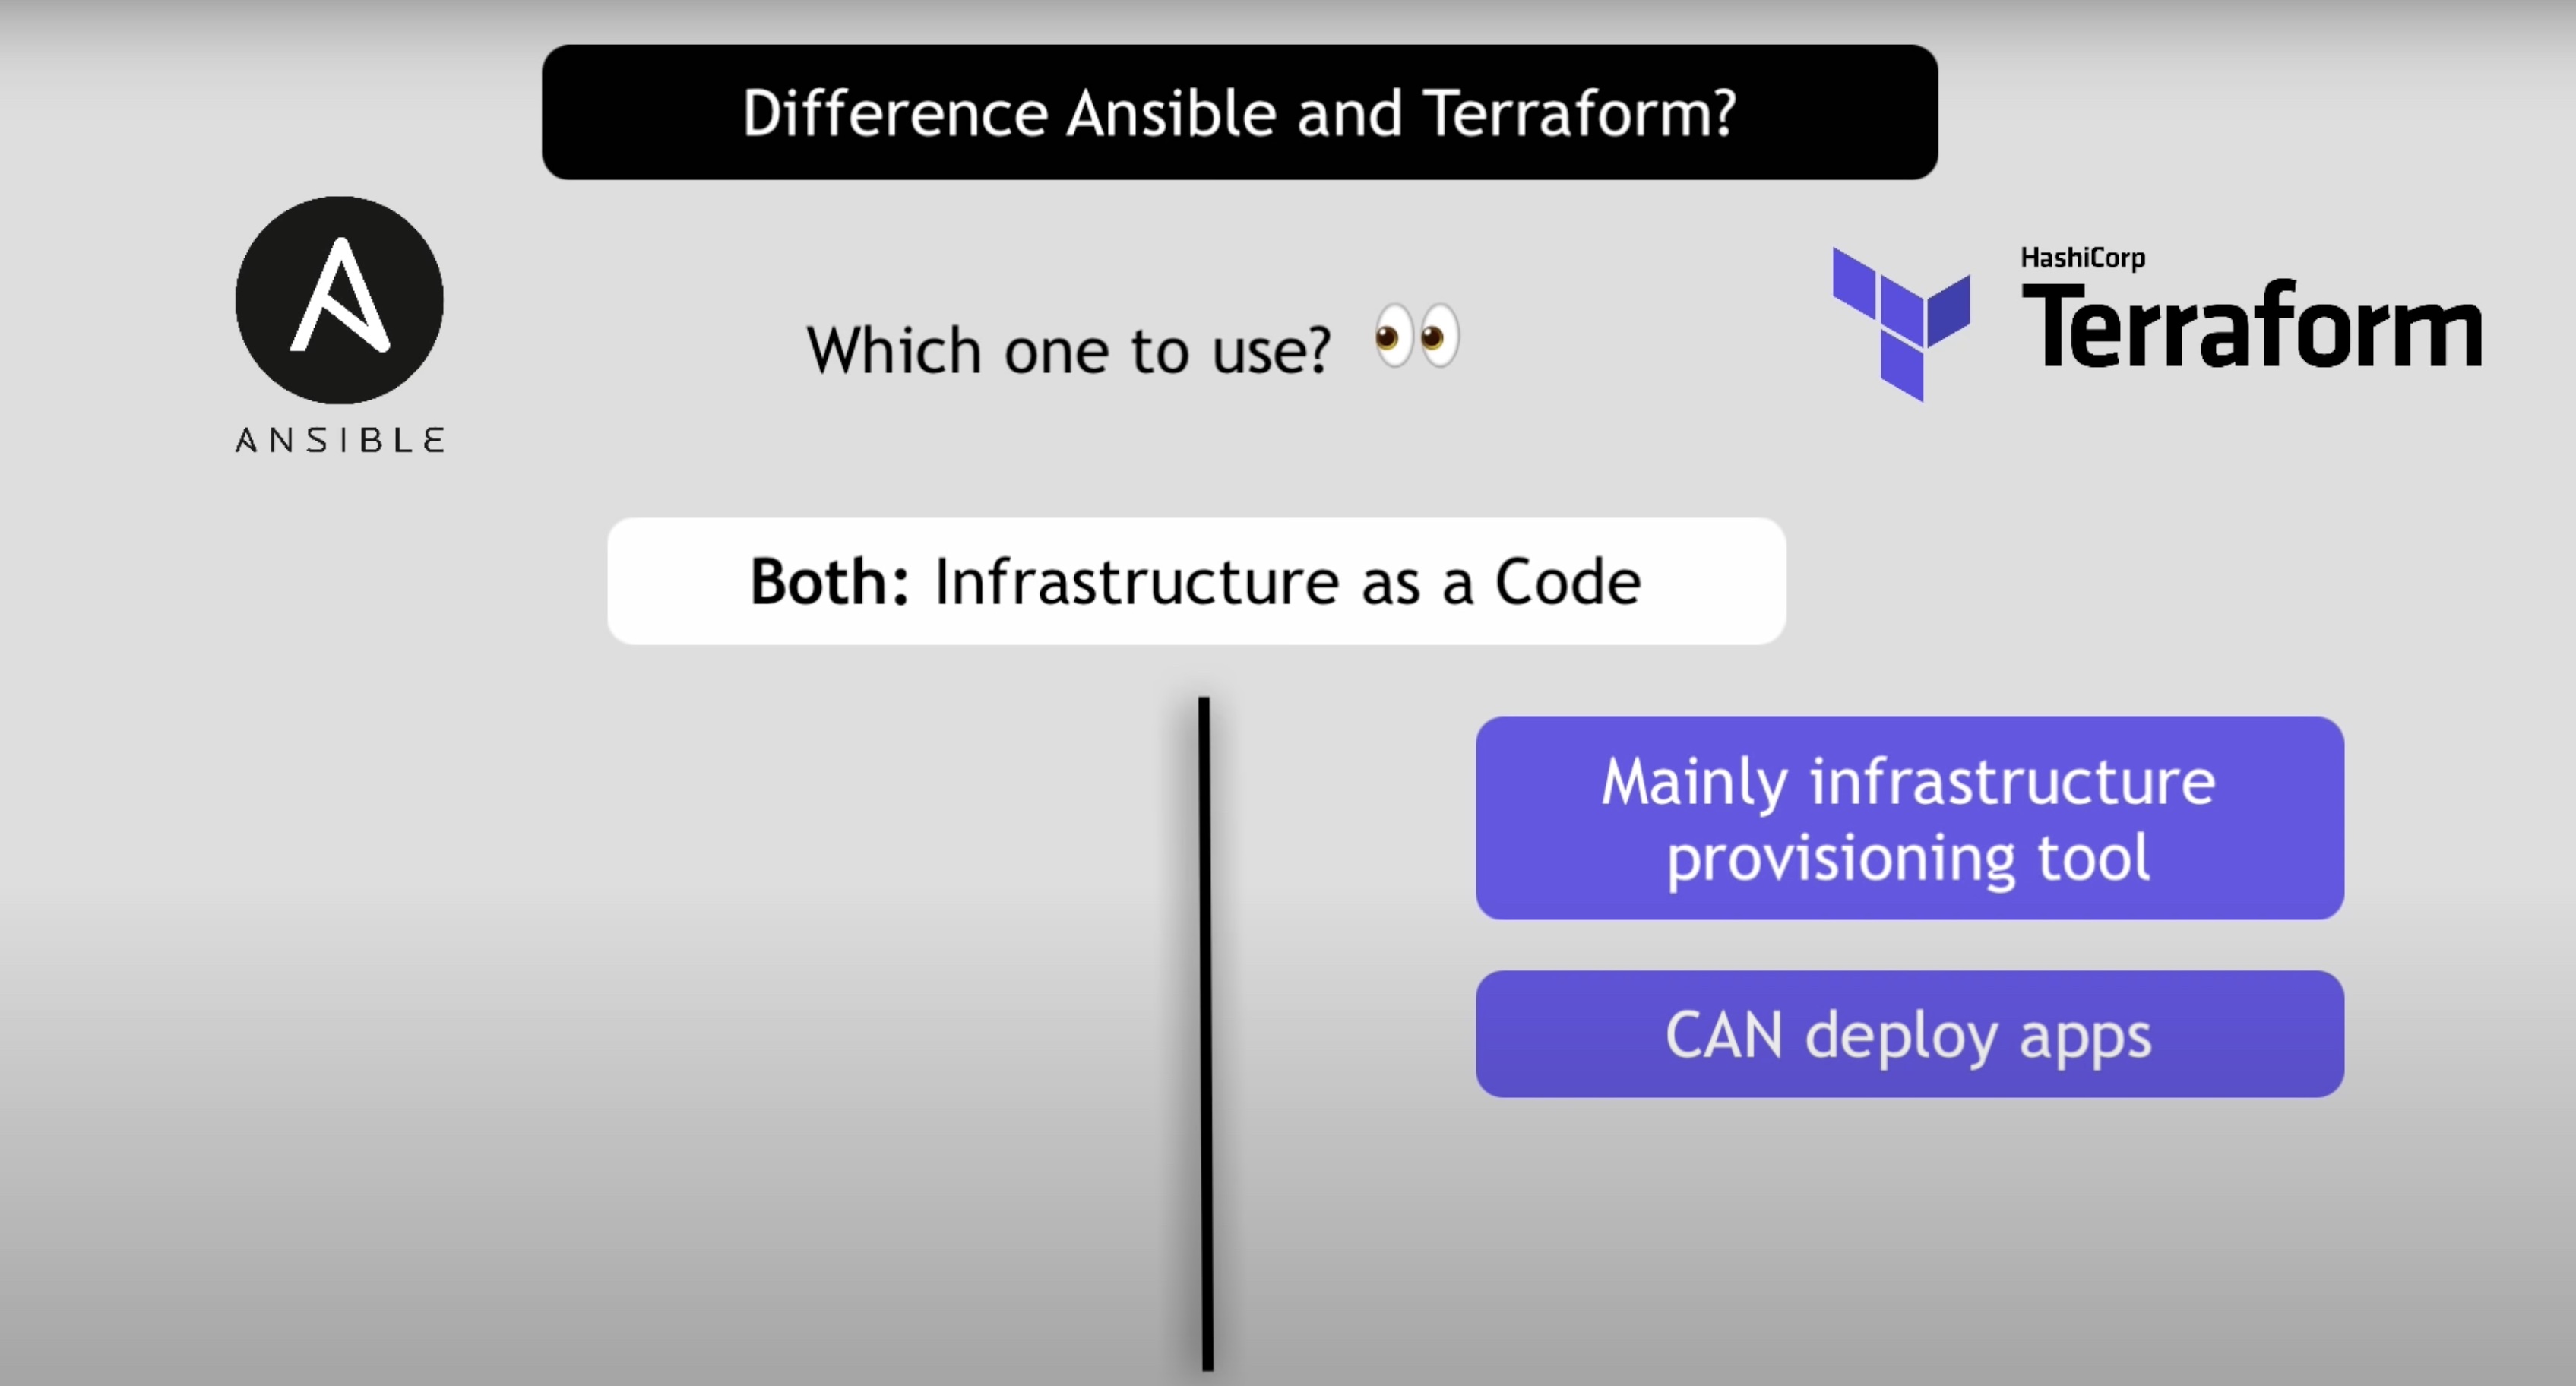 Difference Ansible and Terraform?
ANSIBLE
Which one to use? 👀
HashiCorp
Terraform
Both: Infrastructure as a Code
Mainly infrastructure
provisioning tool
CAN deploy apps